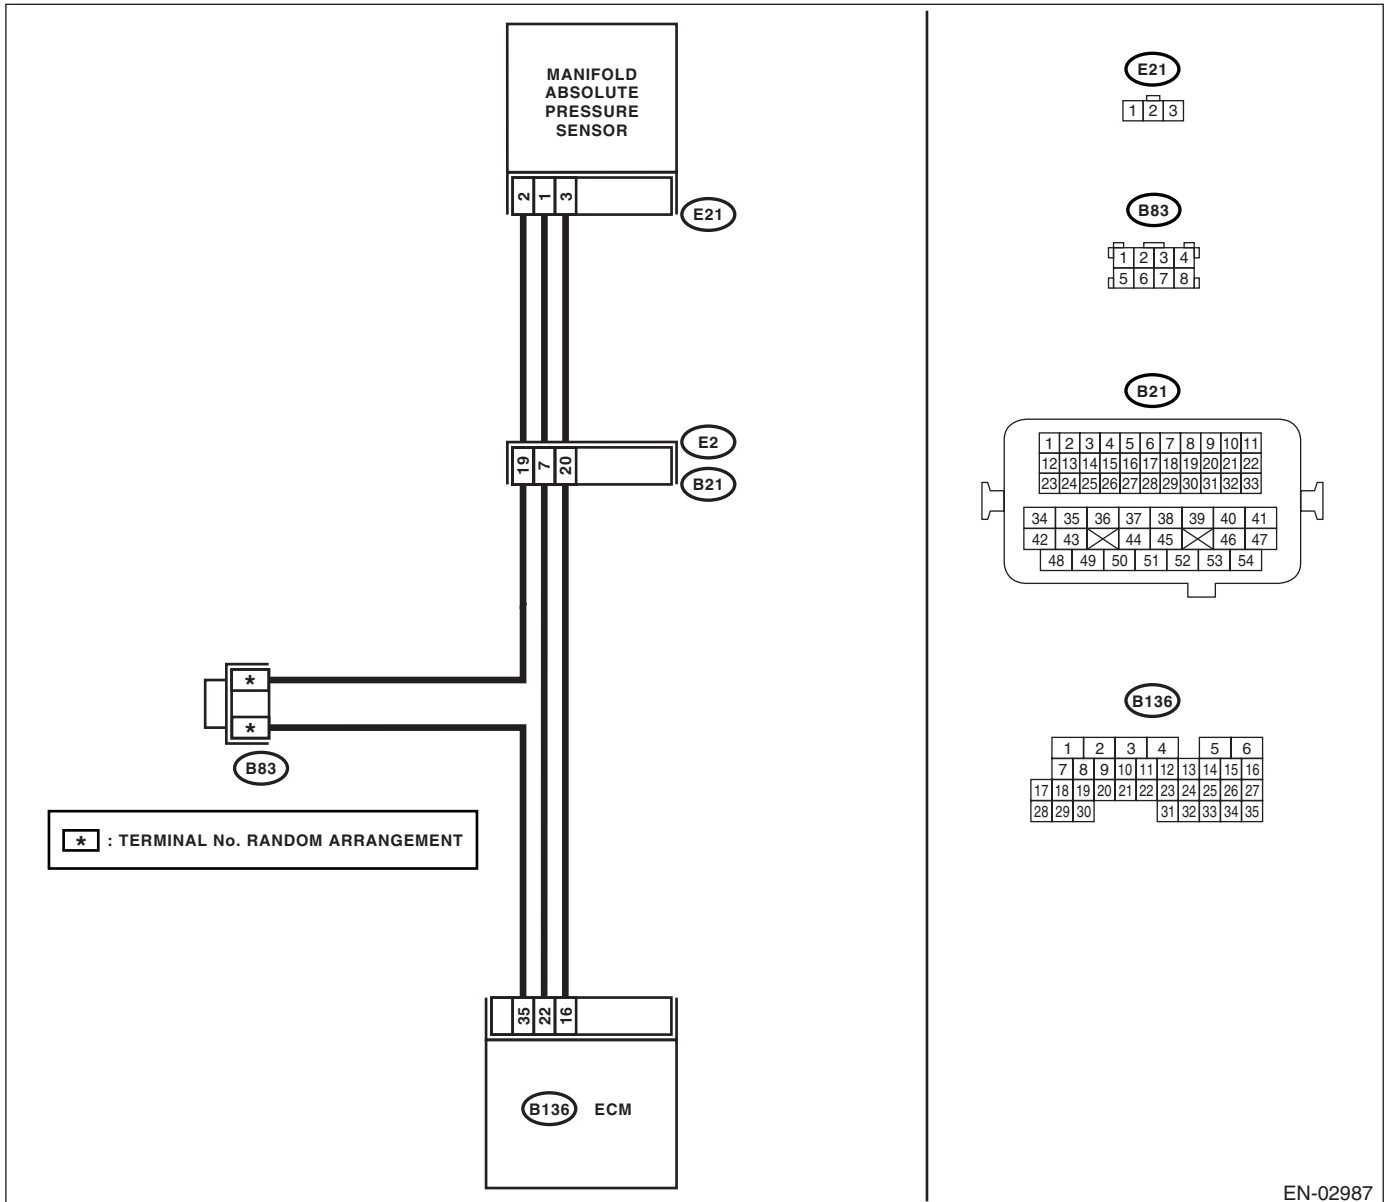 MANIFOLD
ABSOLUTE
PRESSURE
SENSOR
2 1 3
E21
E2
19 7 20
B21
*
*
B83
* : TERMINAL No. RANDOM ARRANGEMENT
35 22 16
B136 ECM
E21
1 2 3
B83
1 2 3 4
5 6 7 8
B21
1 2 3 4 5 6 7 8 9 10 11
12 13 14 15 16 17 18 19 20 21 22
23 24 25 26 27 28 29 30 31 32 33
34 35 36 37 38 39 40 41
42 43 44 45 46 47
48 49 50 51 52 53 54
B136
1 2 3 4 5 6
7 8 9 10 11 12 13 14 15 16
17 18 19 20 21 22 23 24 25 26 27
28 29 30 31 32 33 34 35
EN-02987